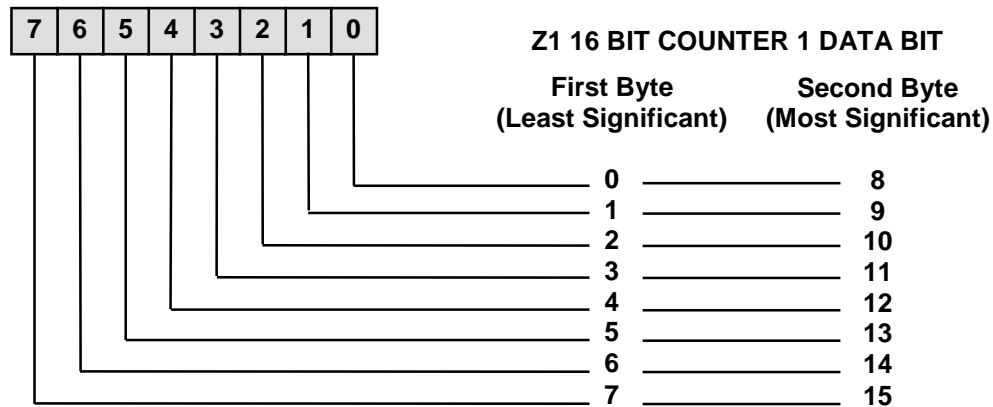 7 6 5 4 3 2 1 0
Z1 16 BIT COUNTER 1 DATA BIT
First Byte Second Byte
(Least Significant) (Most Significant)
0 8
1 9
2 10
3 11
4 12
5 13
6 14
7 15